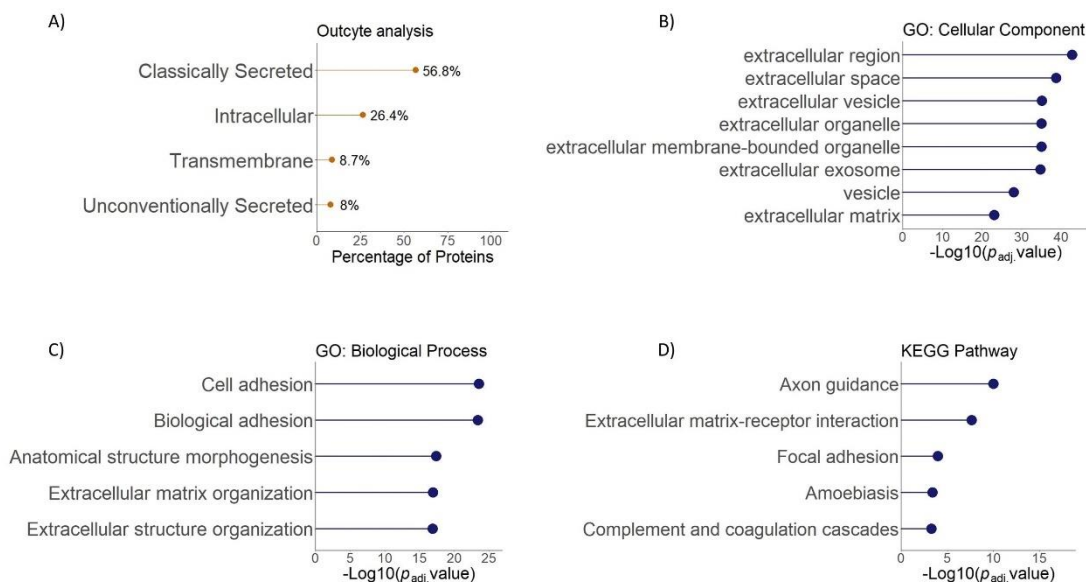 A)
Outcyte analysis
Classically Secreted
56.8%
Intracellular
26.4%
Transmembrane
8.7%
Unconventionally Secreted
8%
0 25 50 75 100
Percentage of Proteins
B)
GO: Cellular Component
extracellular region
extracellular space
extracellular vesicle
extracellular organelle
extracellular membrane-bounded organelle
extracellular exosome
vesicle
extracellular matrix
0 10 20 30 40
-Log10(p adj. value)
C)
GO: Biological Process
Cell adhesion
Biological adhesion
Anatomical structure morphogenesis
Extracellular matrix organization
Extracellular structure organization
0 5 10 15 20 25
-Log10(p adj. value)
D)
KEGG Pathway
Axon guidance
Extracellular matrix-receptor interaction
Focal adhesion
Amoebiasis
Complement and coagulation cascades
0 5 10 15
-Log10(p adj. value)